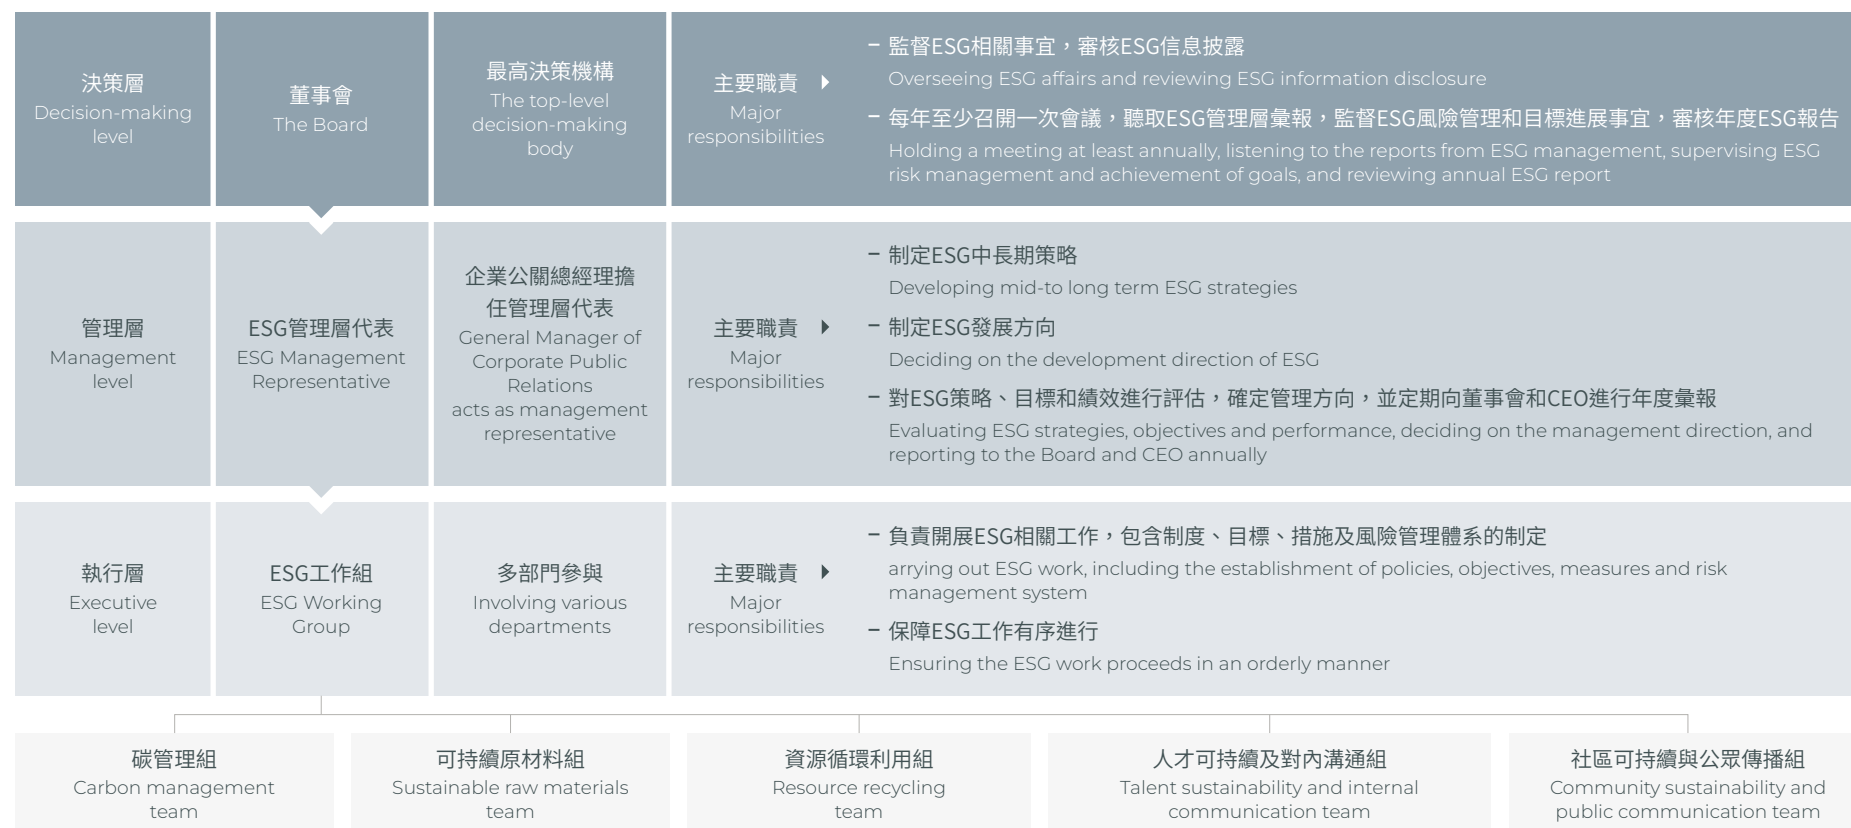 決策層
Decision-making
level
董事會
The Board
最高決策機構
The top-level
decision-making
body
主要職責
Major
responsibilities
– 監督ESG相關事宜，審核ESG信息披露
Overseeing ESG affairs and reviewing ESG information disclosure
– 每年至少召開一次會議，聽取ESG管理層彙報，監督ESG風險管理和目標進展事宜，審核年度ESG報告
Holding a meeting at least annually, listening to the reports from ESG management, supervising ESG
risk management and achievement of goals, and reviewing annual ESG report
管理層
Management
level
ESG管理層代表
ESG Management
Representative
企業公關總經理擔
任管理層代表
General Manager of
Corporate Public
Relations
acts as management
representative
主要職責
Major
responsibilities
– 制定ESG中長期策略
Developing mid-to long term ESG strategies
– 制定ESG發展方向
Deciding on the development direction of ESG
– 對ESG策略、目標和績效進行評估，確定管理方向，並定期向董事會和CEO進行年度彙報
Evaluating ESG strategies, objectives and performance, deciding on the management direction, and
reporting to the Board and CEO annually
執行層
Executive
level
ESG工作組
ESG Working
Group
多部門參與
Involving various
departments
主要職責
Major
responsibilities
– 負責開展ESG相關工作，包含制度、目標、措施及風險管理體系的制定
arrying out ESG work, including the establishment of policies, objectives, measures and risk
management system
– 保障ESG工作有序進行
Ensuring the ESG work proceeds in an orderly manner
碳管理組
Carbon management
team
可持續原材料組
Sustainable raw materials
team
資源循環利用組
Resource recycling
team
人才可持續及對內溝通組
Talent sustainability and internal
communication team
社區可持續與公眾傳播組
Community sustainability and
public communication team